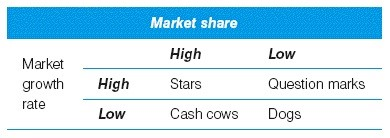 Market share
High Low
Market growth rate
High Stars Question marks
Low Cash cows Dogs